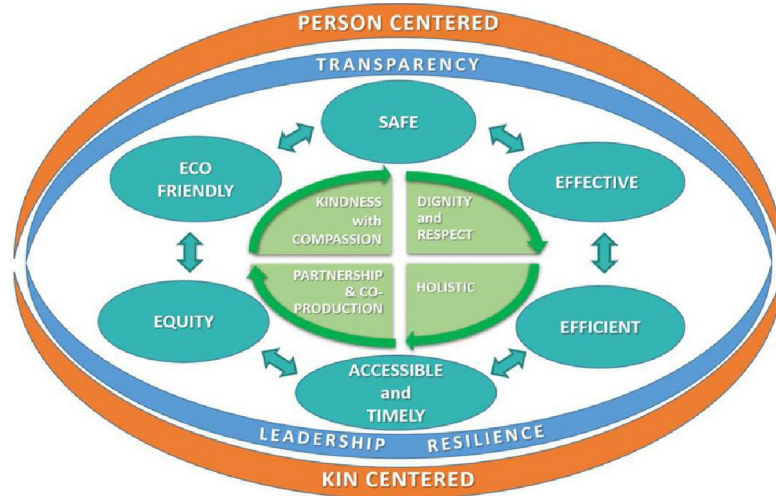 PERSON CENTERED
TRANSPARENCY
SAFE
ECO
FRIENDLY
EFFECTIVE
KINDNESS
with
COMPASSION
DIGNITY
and
RESPECT
PARTNERSHIP
& CO-
PRODUCTION
HOLISTIC
EQUITY
EFFICIENT
ACCESSIBLE
and
TIMELY
LEADERSHIP RESILIENCE
KIN CENTERED